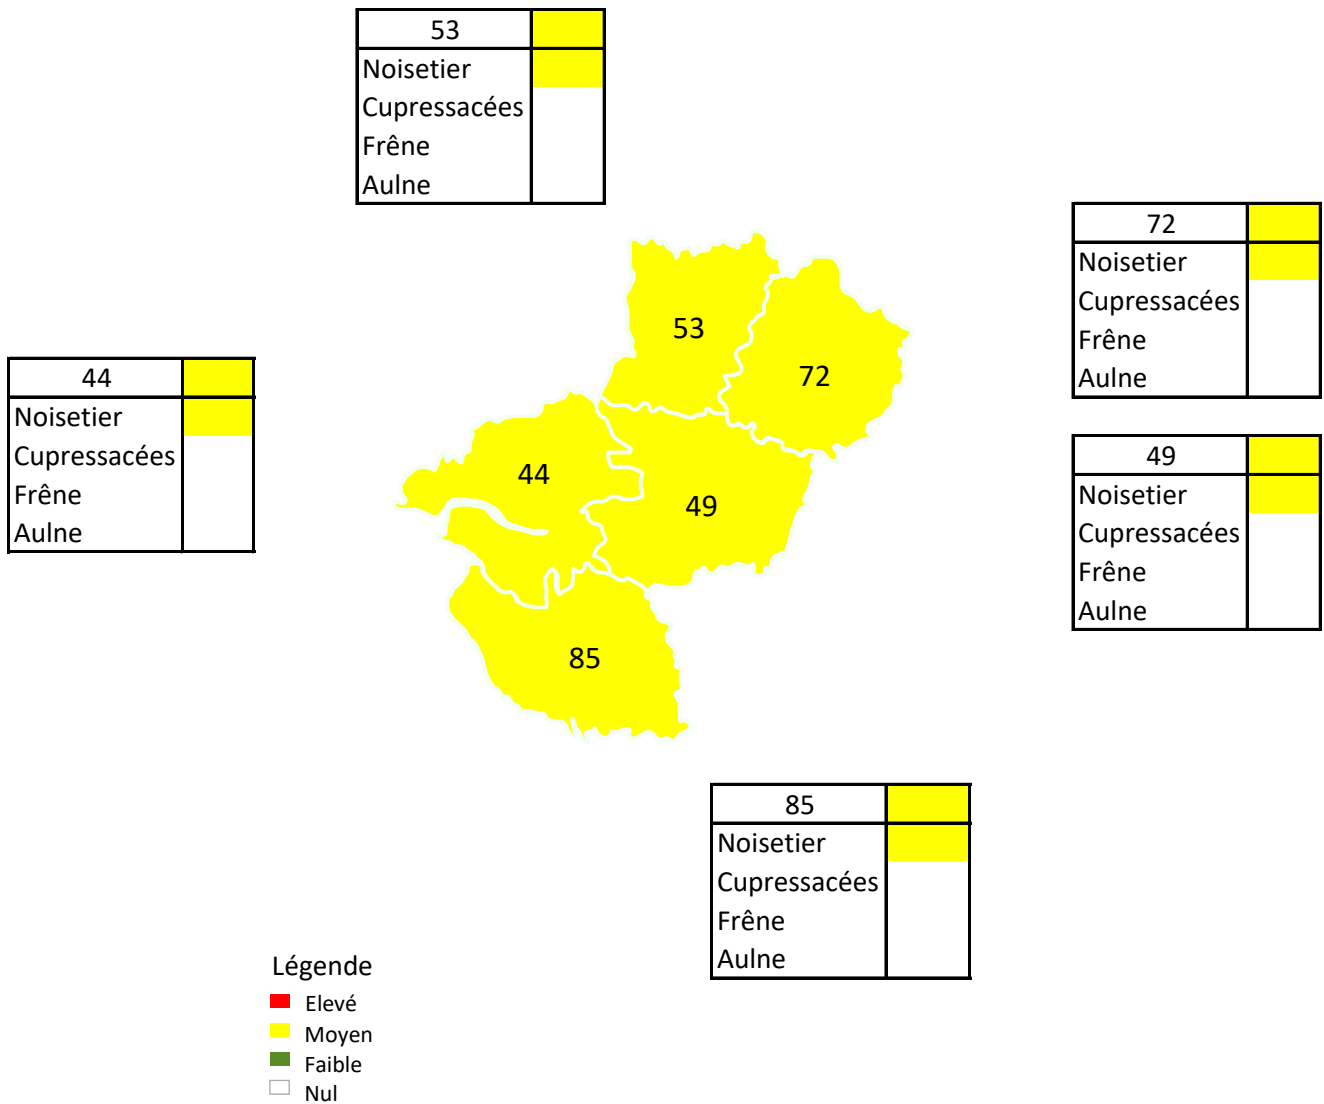 53
Noisetier
Cupressacées
Frêne
Aulne
72
Noisetier
Cupressacées
Frêne
Aulne
44
Noisetier
Cupressacées
Frêne
Aulne
49
Noisetier
Cupressacées
Frêne
Aulne
53
72
44
49
85
85
Noisetier
Cupressacées
Frêne
Aulne
Légende
Elevé
Moyen
Faible
Nul